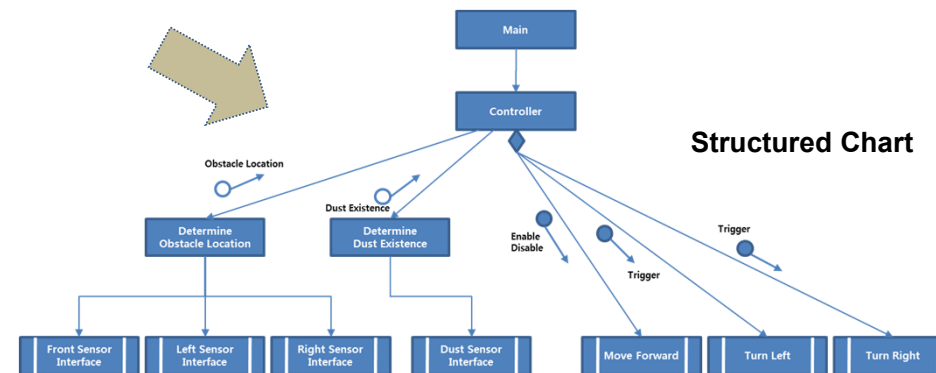 Main
Controller
Structured Chart
Obstacle Location
Dust Existence
Determine
Obstacle Location
Determine
Dust Existence
Enable
Disable
Trigger
Trigger
Front Sensor
Interface
Left Sensor
Interface
Right Sensor
Interface
Dust Sensor
Interface
Move Forward
Turn Left
Turn Right